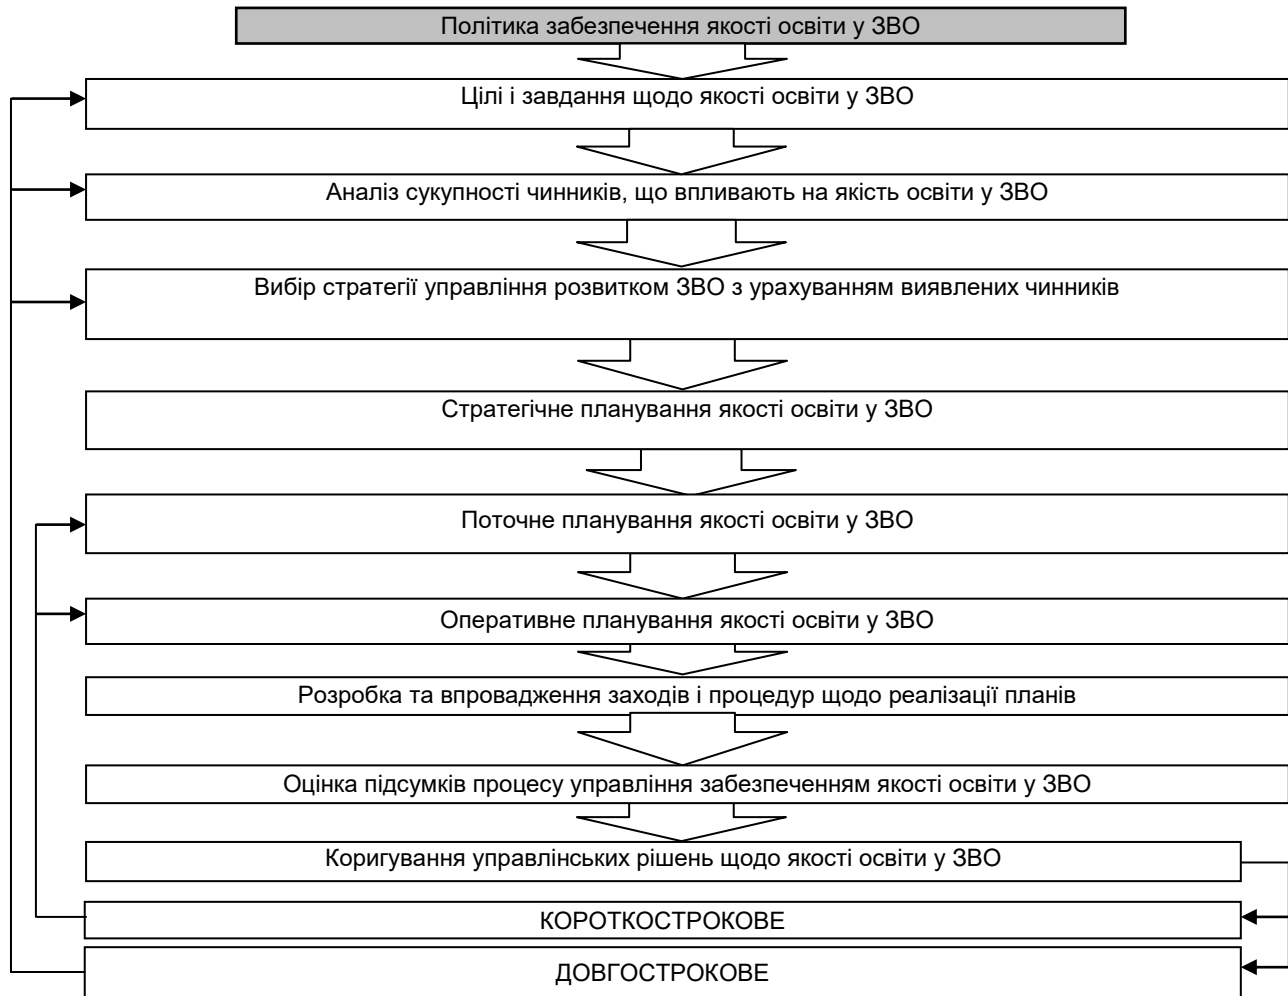 Політика забезпечення якості освіти у ЗВО
Цілі і завдання щодо якості освіти у ЗВО
Аналіз сукупності чинників, що впливають на якість освіти у ЗВО
Вибір стратегії управління розвитком ЗВО з урахуванням виявлених чинників
Стратегічне планування якості освіти у ЗВО
Поточне планування якості освіти у ЗВО
Оперативне планування якості освіти у ЗВО
Розробка та впровадження заходів і процедур щодо реалізації планів
Оцінка підсумків процесу управління забезпеченням якості освіти у ЗВО
Коригування управлінських рішень щодо якості освіти у ЗВО
КОРОТКОСТРОКОВЕ
ДОВГОСТРОКОВЕ